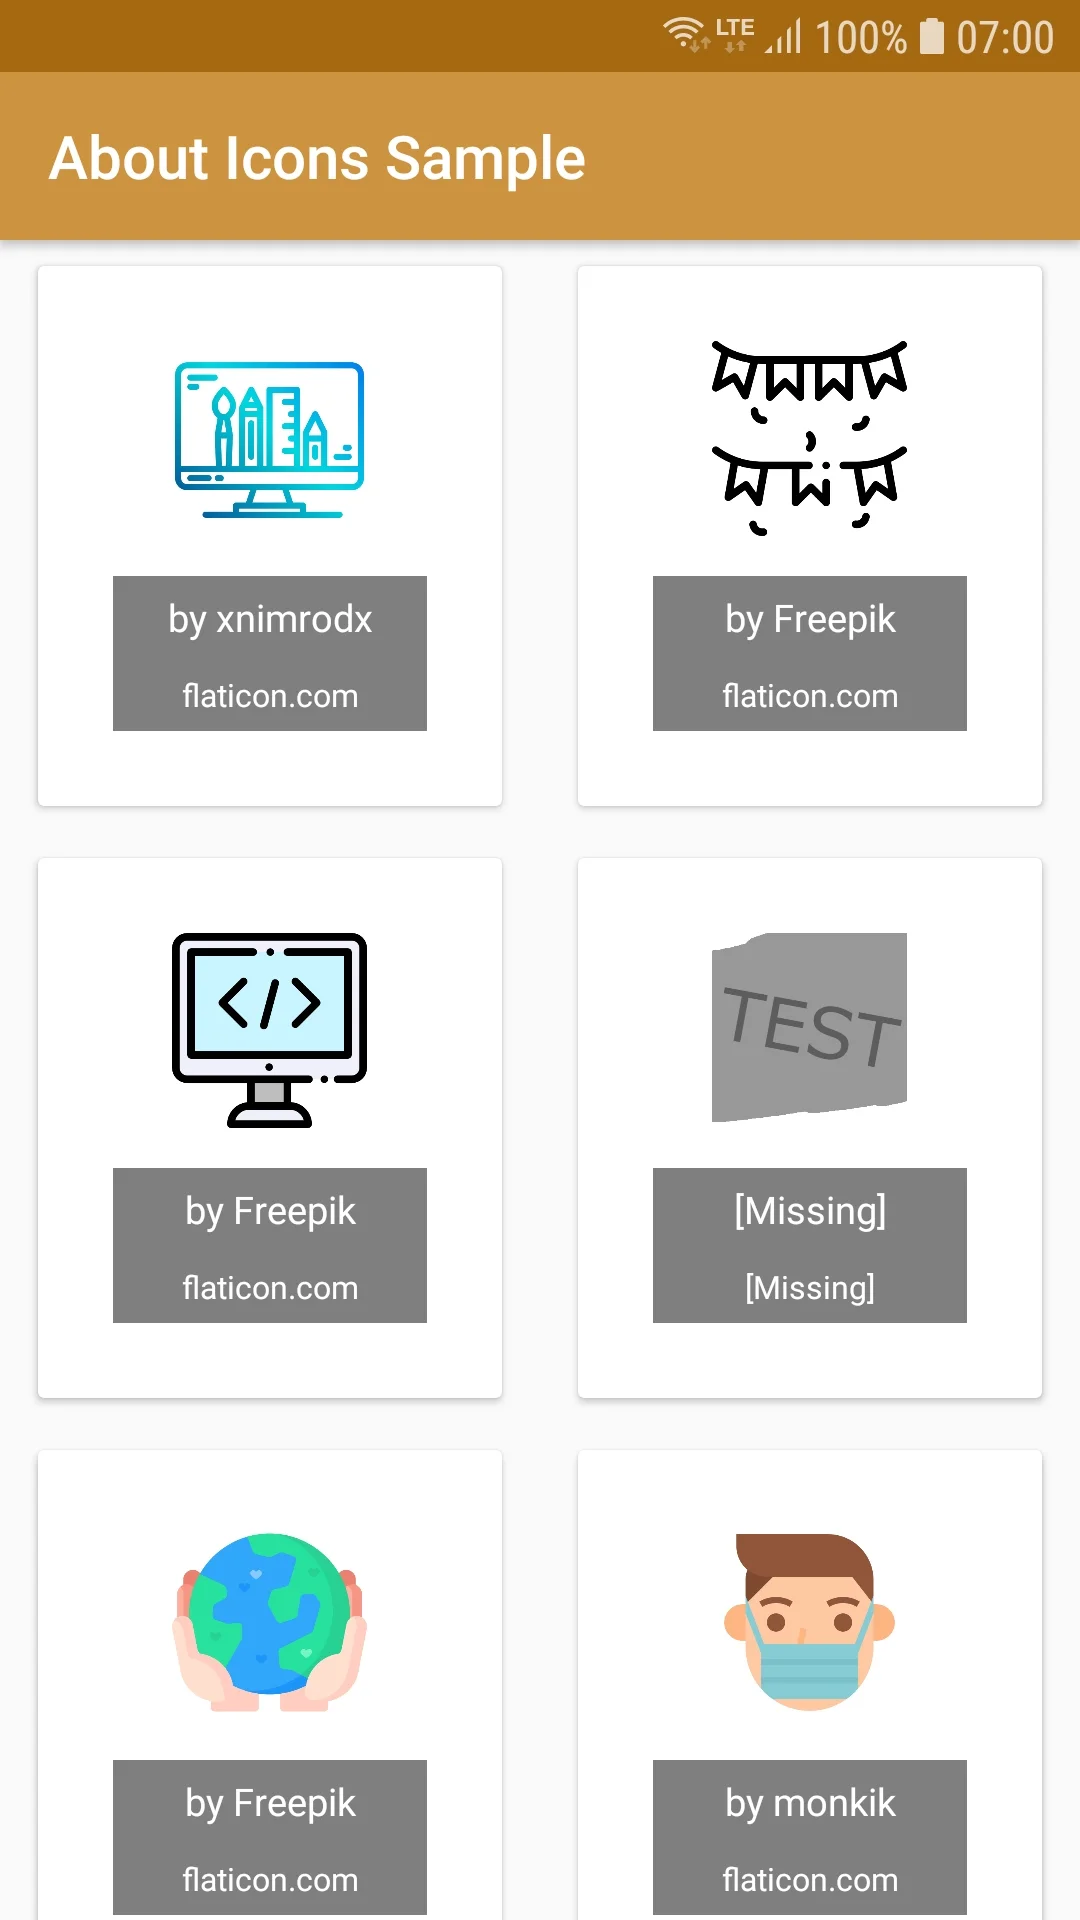 LTE 100% 07:00
About Icons Sample
by xnimrodx
flaticon.com
by Freepik
flaticon.com
by Freepik
flaticon.com
TEST
[Missing]
[Missing]
by Freepik
flaticon.com
by monkik
flaticon.com